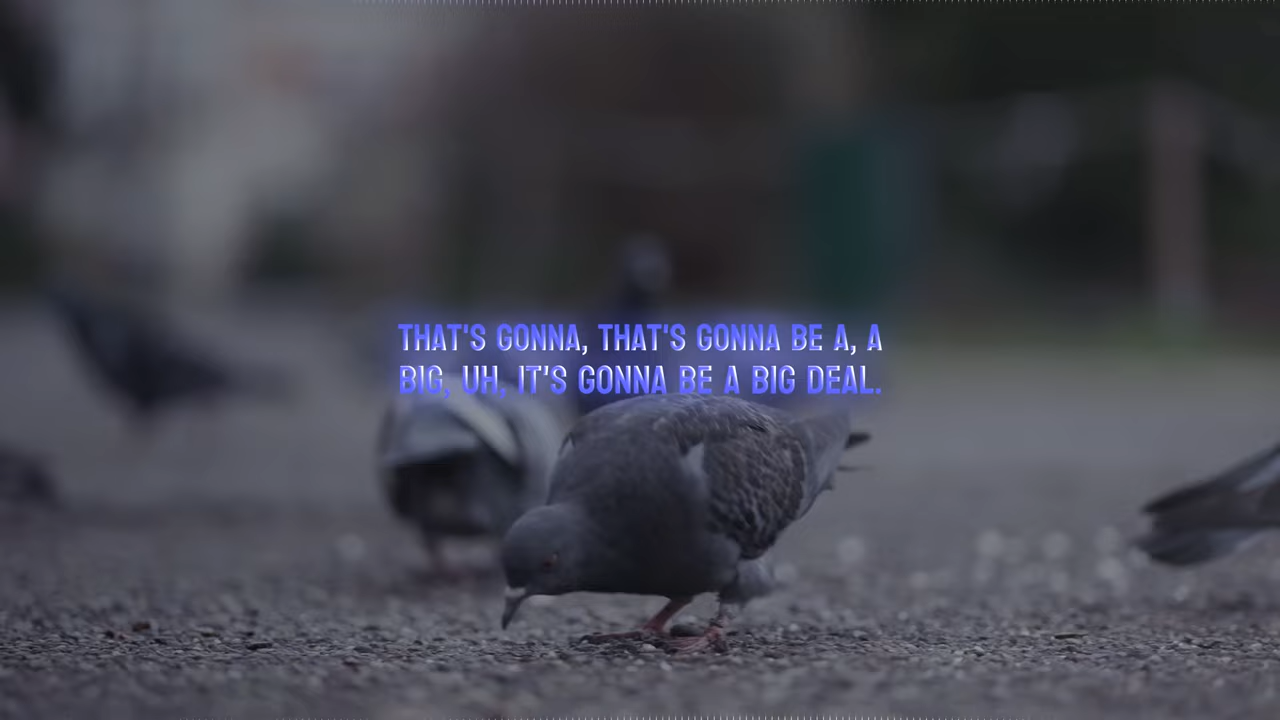 THAT'S GONNA, THAT'S GONNA BE A, A
BIG, UH, IT'S GONNA BE A BIG DEAL.